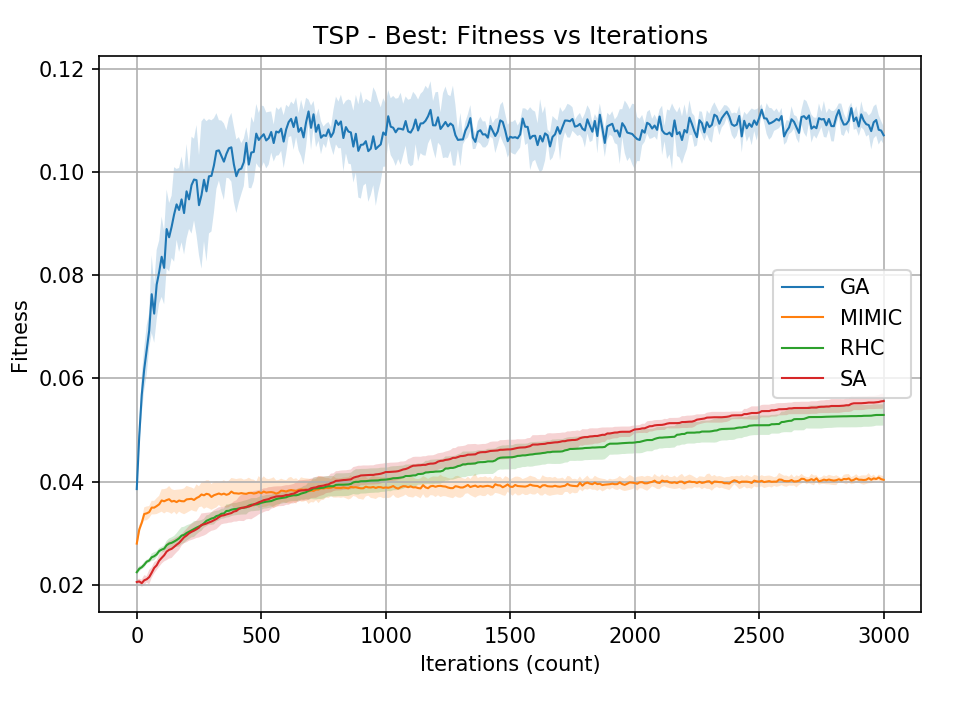 TSP - Best: Fitness vs Iterations
0.12
0.10
0.08
0.06
0.04
0.02
Fitness
GA
MIMIC
RHC
SA
0 500 1000 1500 2000 2500 3000
Iterations (count)